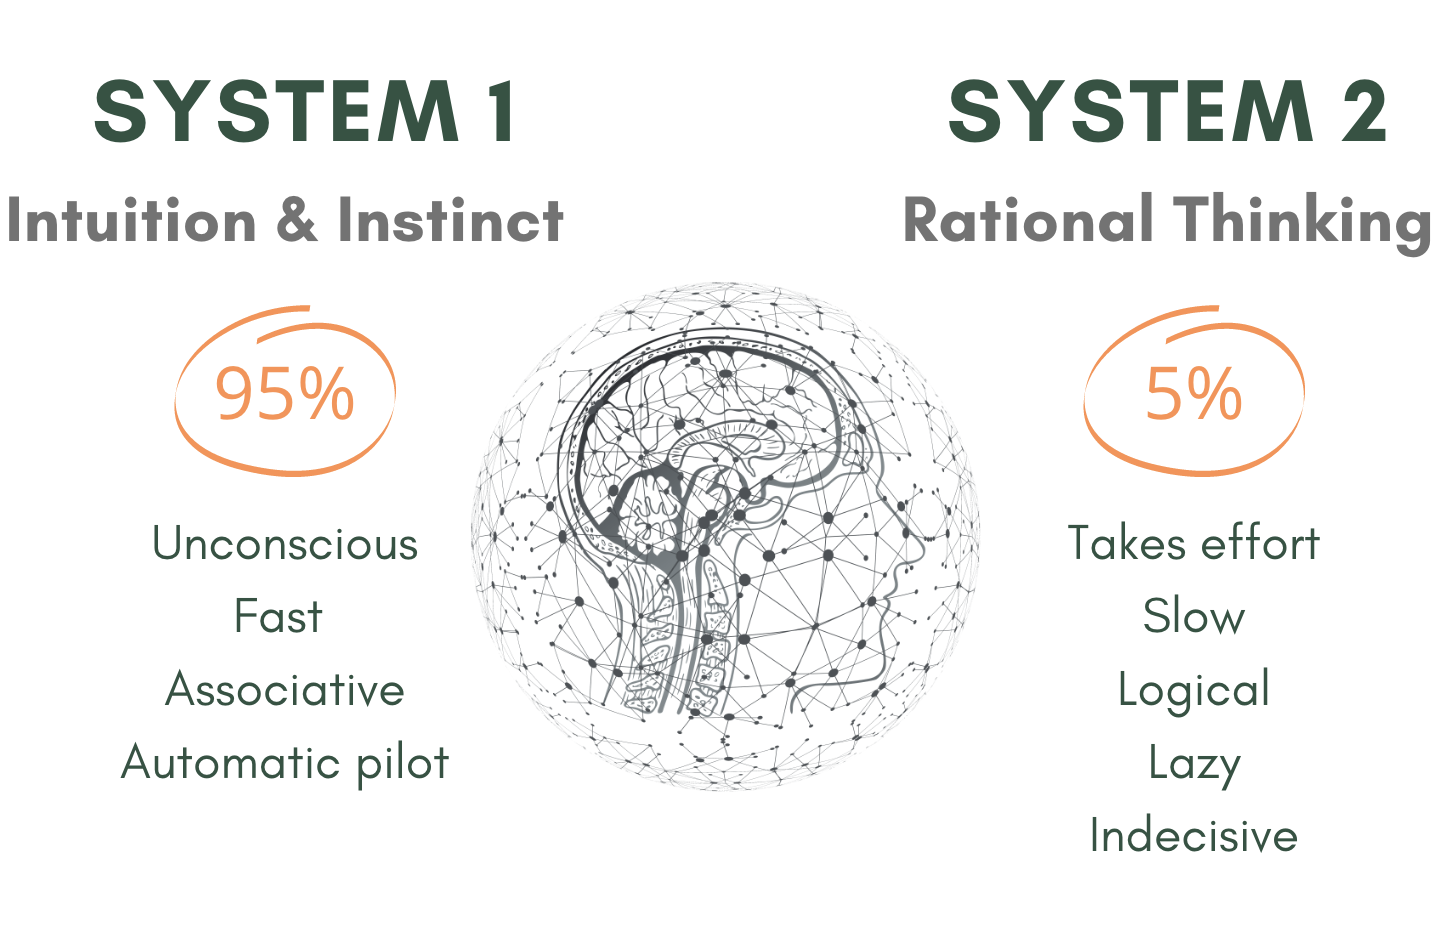 SYSTEM 1
Intuition & Instinct
95%
Unconscious
Fast
Associative
Automatic pilot
SYSTEM 2
Rational Thinking
5%
Takes effort
Slow
Logical
Lazy
Indecisive